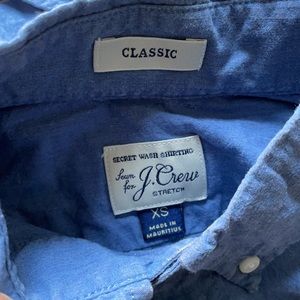 CLASSIC
SECRET WASH SHIRTING
Sewn
for
J.Crew
STRETCH
XS
MADE IN
MAURITIUS